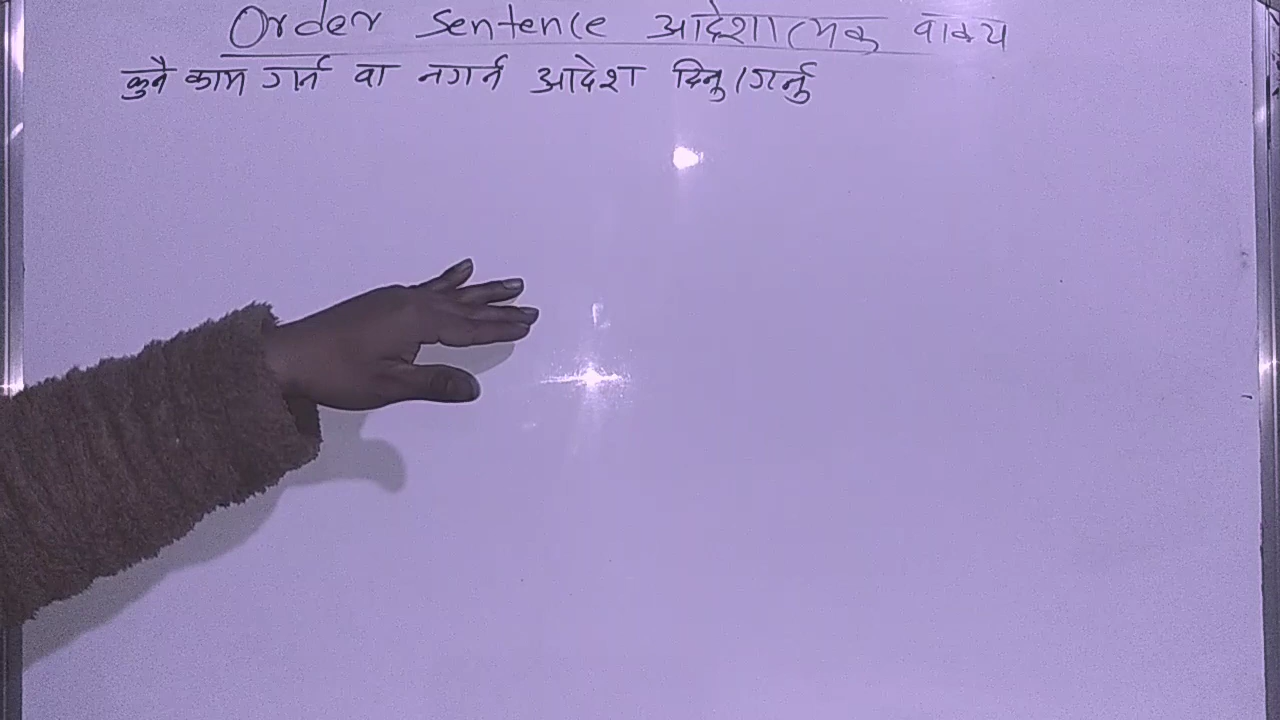 Order Sentence आदेशात्मक वाक्य
कुनै काम गर्न वा नगर्न आदेश दिनु/गर्नु